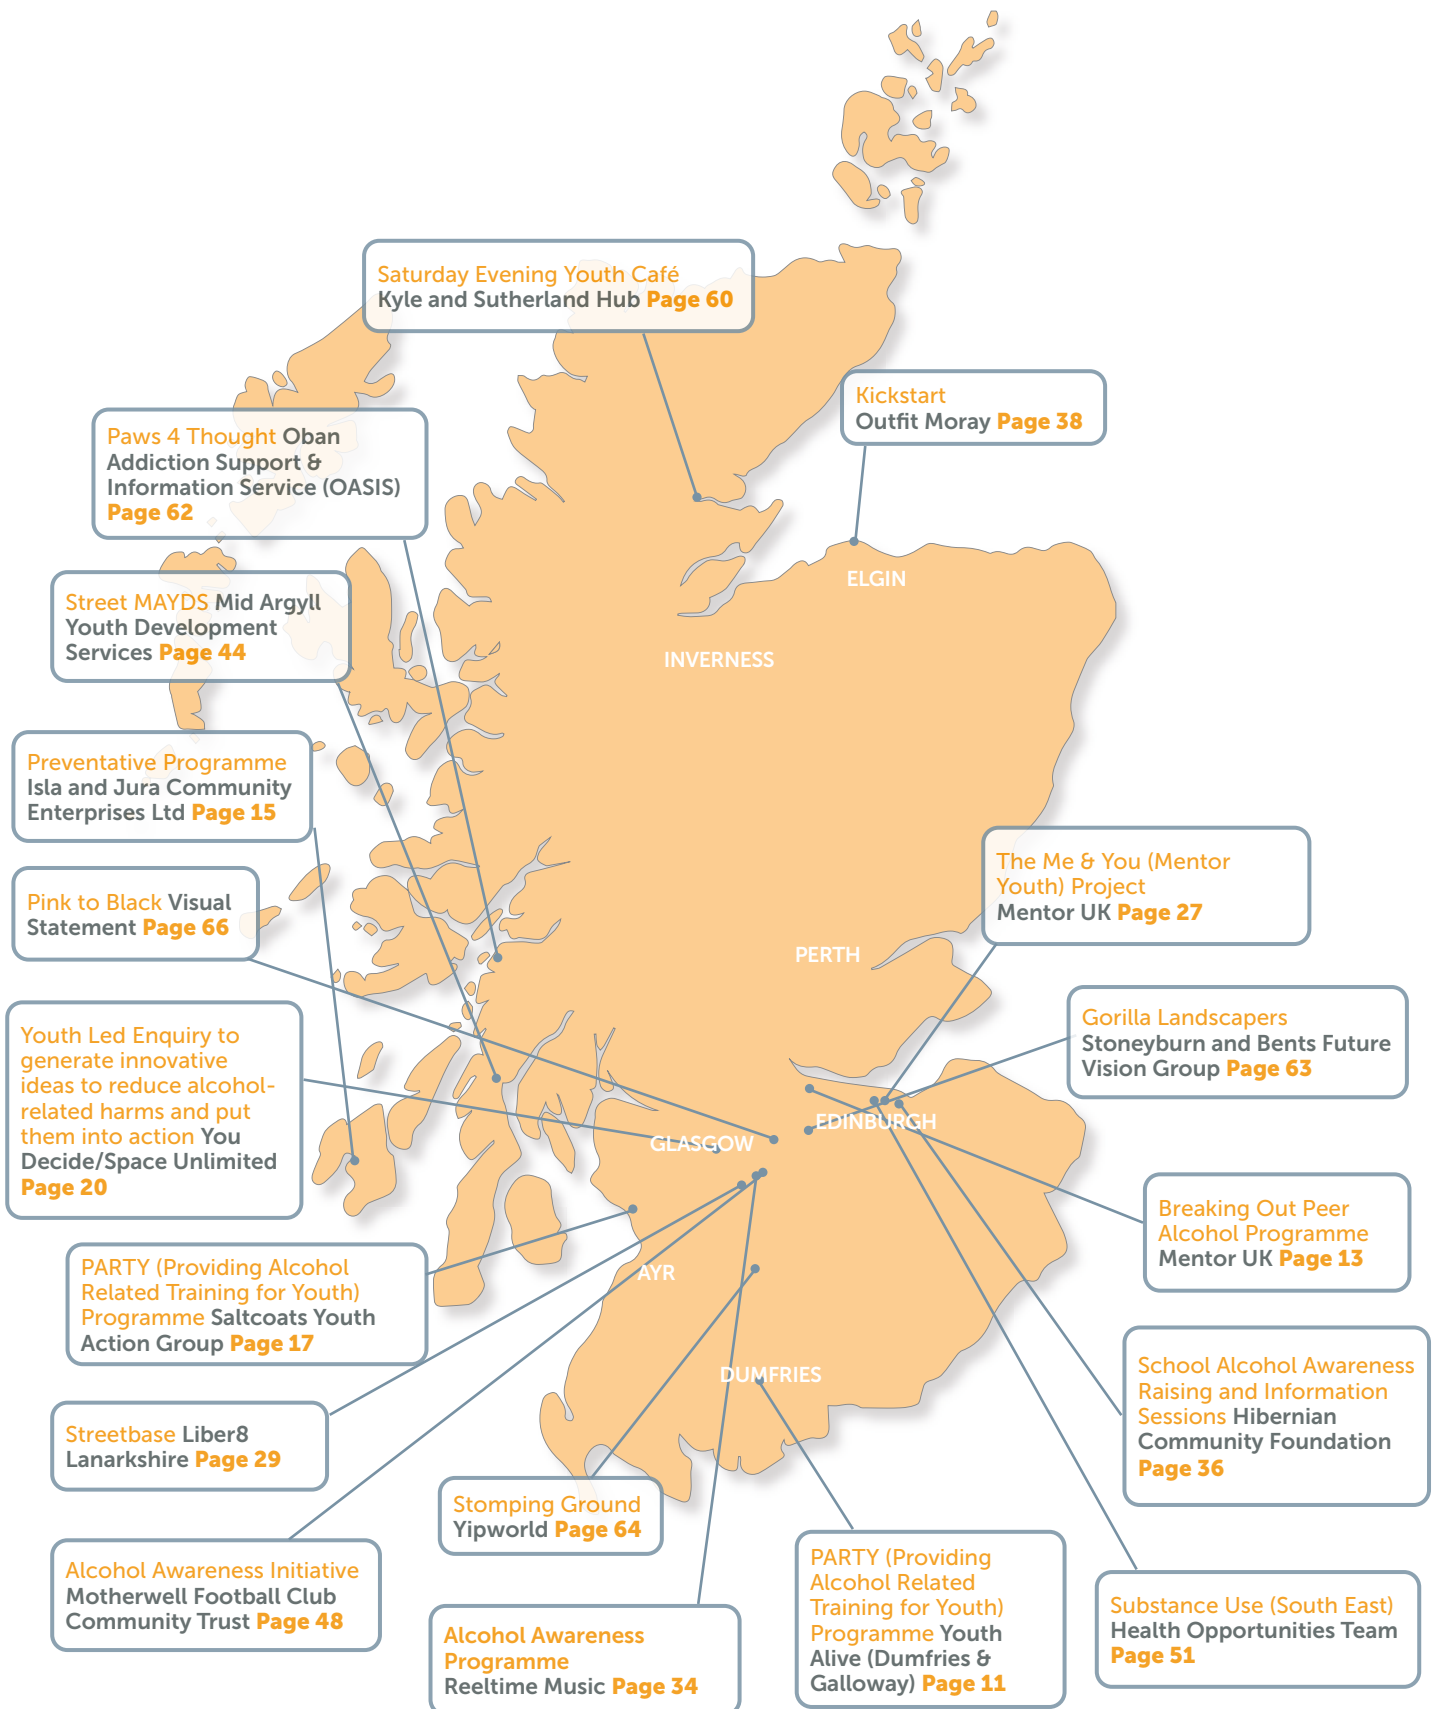 Saturday Evening Youth Café
Kyle and Sutherland Hub Page 60
Kickstart
Outfit Moray Page 38
Paws 4 Thought Oban
Addiction Support &
Information Service (OASIS)
Page 62
ELGIN
Street MAYDS Mid Argyll
Youth Development
Services Page 44
INVERNESS
Preventative Programme
Isla and Jura Community
Enterprises Ltd Page 15
The Me & You (Mentor
Youth) Project
Mentor UK Page 27
Pink to Black Visual
Statement Page 66
PERTH
Gorilla Landscapers
Stoneyburn and Bents Future
Vision Group Page 63
Youth Led Enquiry to
generate innovative
ideas to reduce alcohol-
related harms and put
them into action You
Decide/Space Unlimited
Page 20
EDINBURGH
GLASGOW
Breaking Out Peer
Alcohol Programme
Mentor UK Page 13
PARTY (Providing Alcohol
Related Training for Youth)
Programme Saltcoats Youth
Action Group Page 17
AYR
DUMFRIES
School Alcohol Awareness
Raising and Information
Sessions Hibernian
Community Foundation
Page 36
Streetbase Liber8
Lanarkshire Page 29
Stomping Ground
Yipworld Page 64
Alcohol Awareness Initiative
Motherwell Football Club
Community Trust Page 48
PARTY (Providing
Alcohol Related
Training for Youth)
Programme Youth
Alive (Dumfries &
Galloway) Page 11
Substance Use (South East)
Health Opportunities Team
Page 51
Alcohol Awareness
Programme
Reeltime Music Page 34